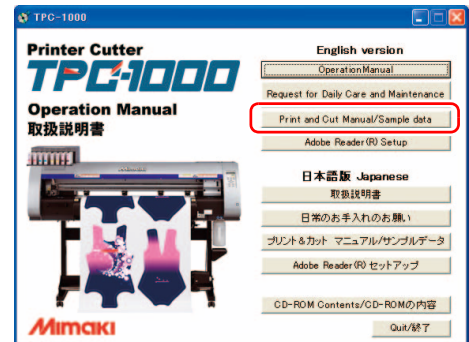 TPC-1000
Printer Cutter
TPC-1000
Operation Manual
取扱説明書
Mimaki
English version
OperationManual
Request for Daily Care and Maintenance
Print and Cut Manual/Sample data
Adobe Reader(R) Setup
日本語版 Japanese
取扱説明書
日常のお手入れのお願い
プリント&カット マニュアル/サンプルデータ
Adobe Reader(R) セットアップ
CD-ROM Contents/CD-ROMの内容
Quit/終了